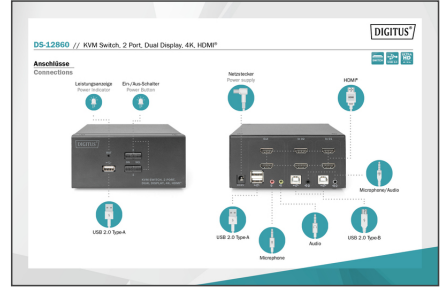 DIGITUS®
DS-12860 // KVM Switch, 2 Port, Dual Display, 4K, HDMI®
Anschlüsse
Connections
Leistungsanzeige
Power Indicator
Ein-/Aus-Schalter
Power Button
Netzstecker
Power supply
HDMI®
DIGITUS
USB 2.0 Type-A
USB 2.0 Type-A
Microphone
Audio
USB 2.0 Type-B
Microphone/Audio